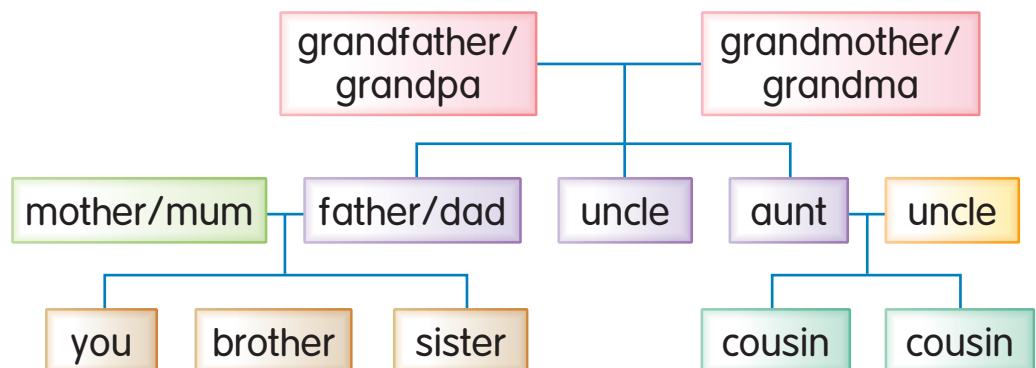 grandfather/
grandpa
grandmother/
grandma
mother/mum
father/dad
uncle
aunt
uncle
you
brother
sister
cousin
cousin